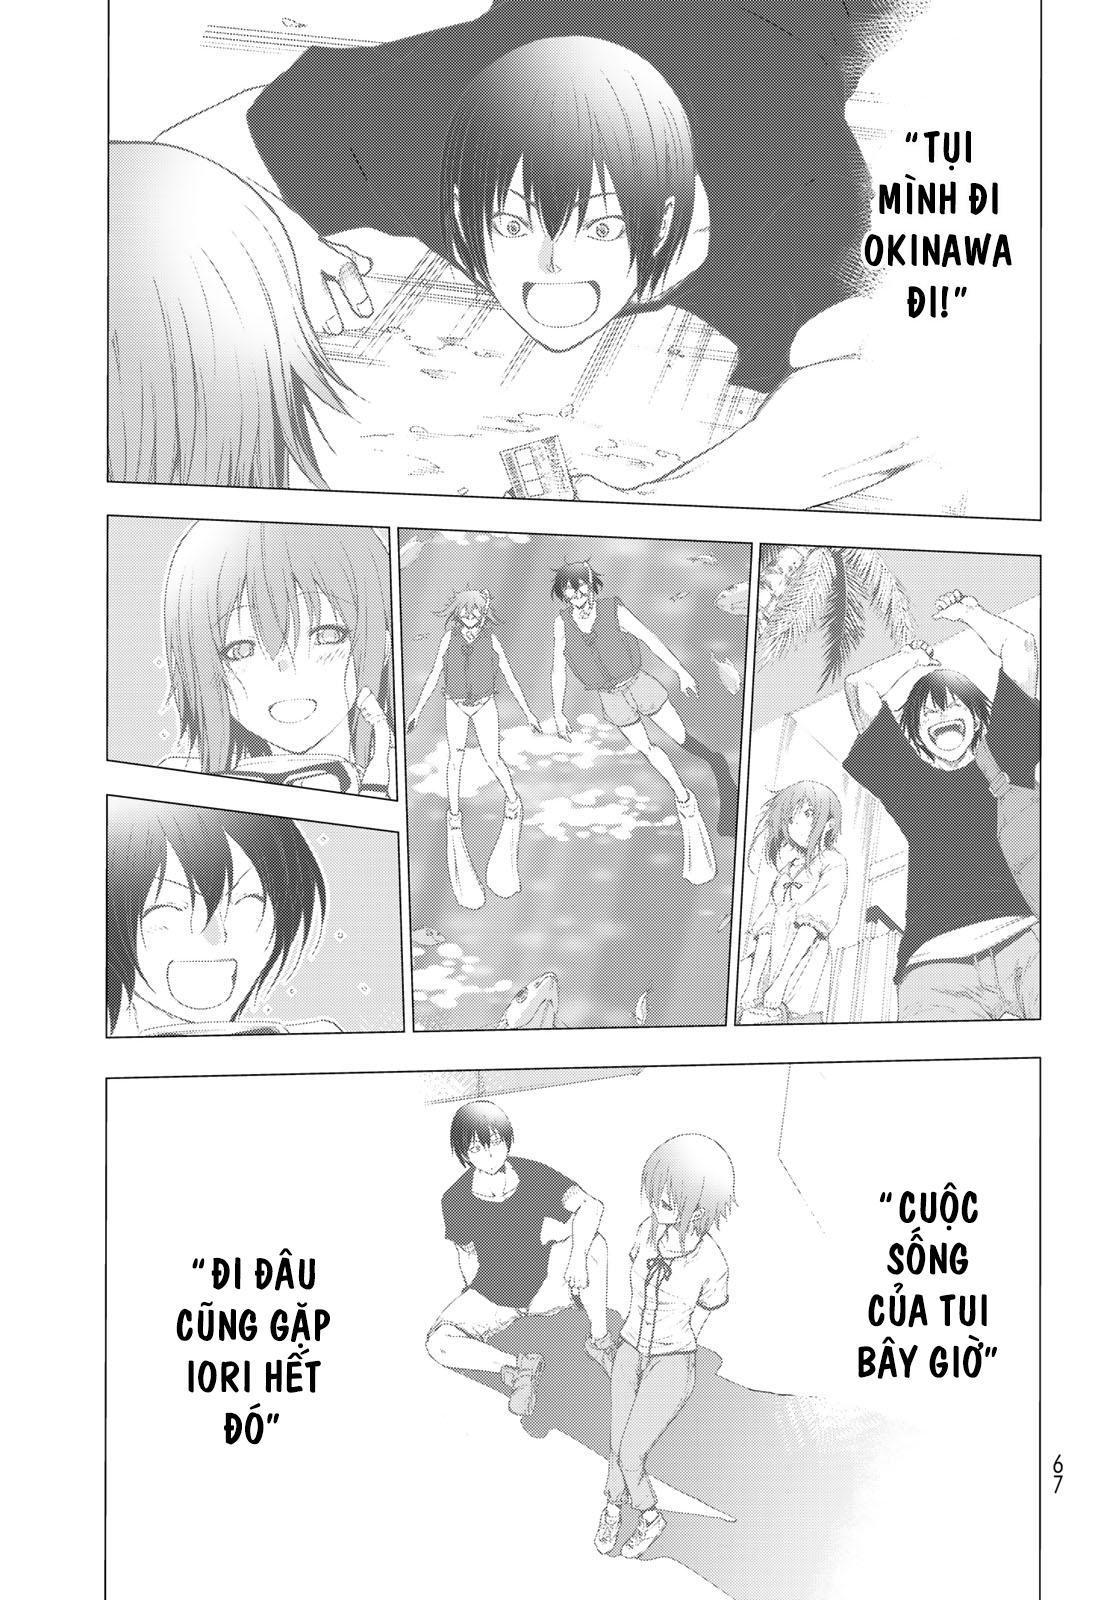 “TỤI
MÌNH ĐI
OKINAWA
ĐI!”
“CUỘC
SỐNG
CỦA TUI
BÂY GIỜ”
“ĐI ĐÂU
CŨNG GẶP
IORI HẾT
ĐÓ”
67